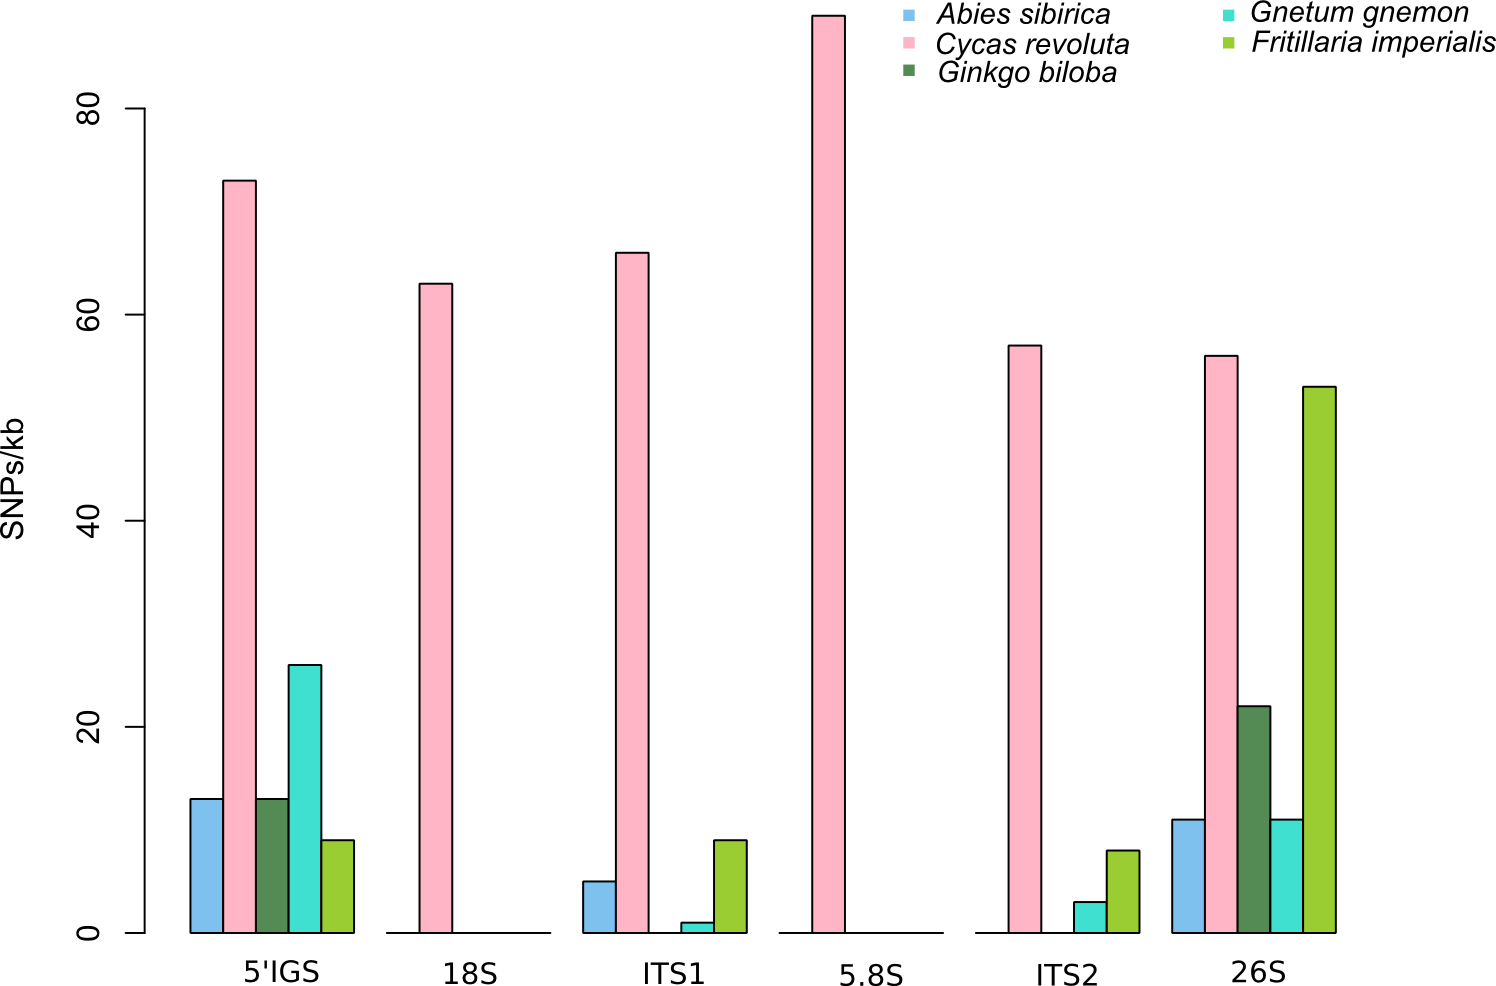 Abies sibirica
Cycas revoluta
Ginkgo biloba
Gnetum gnemon
Fritillaria imperialis
SNPs/kb
80
60
40
20
0
5'IGS
18S
ITS1
5.8S
ITS2
26S